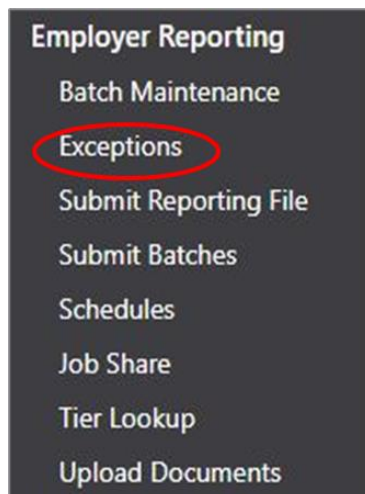 Employer Reporting
Batch Maintenance
Exceptions
Submit Reporting File
Submit Batches
Schedules
Job Share
Tier Lookup
Upload Documents